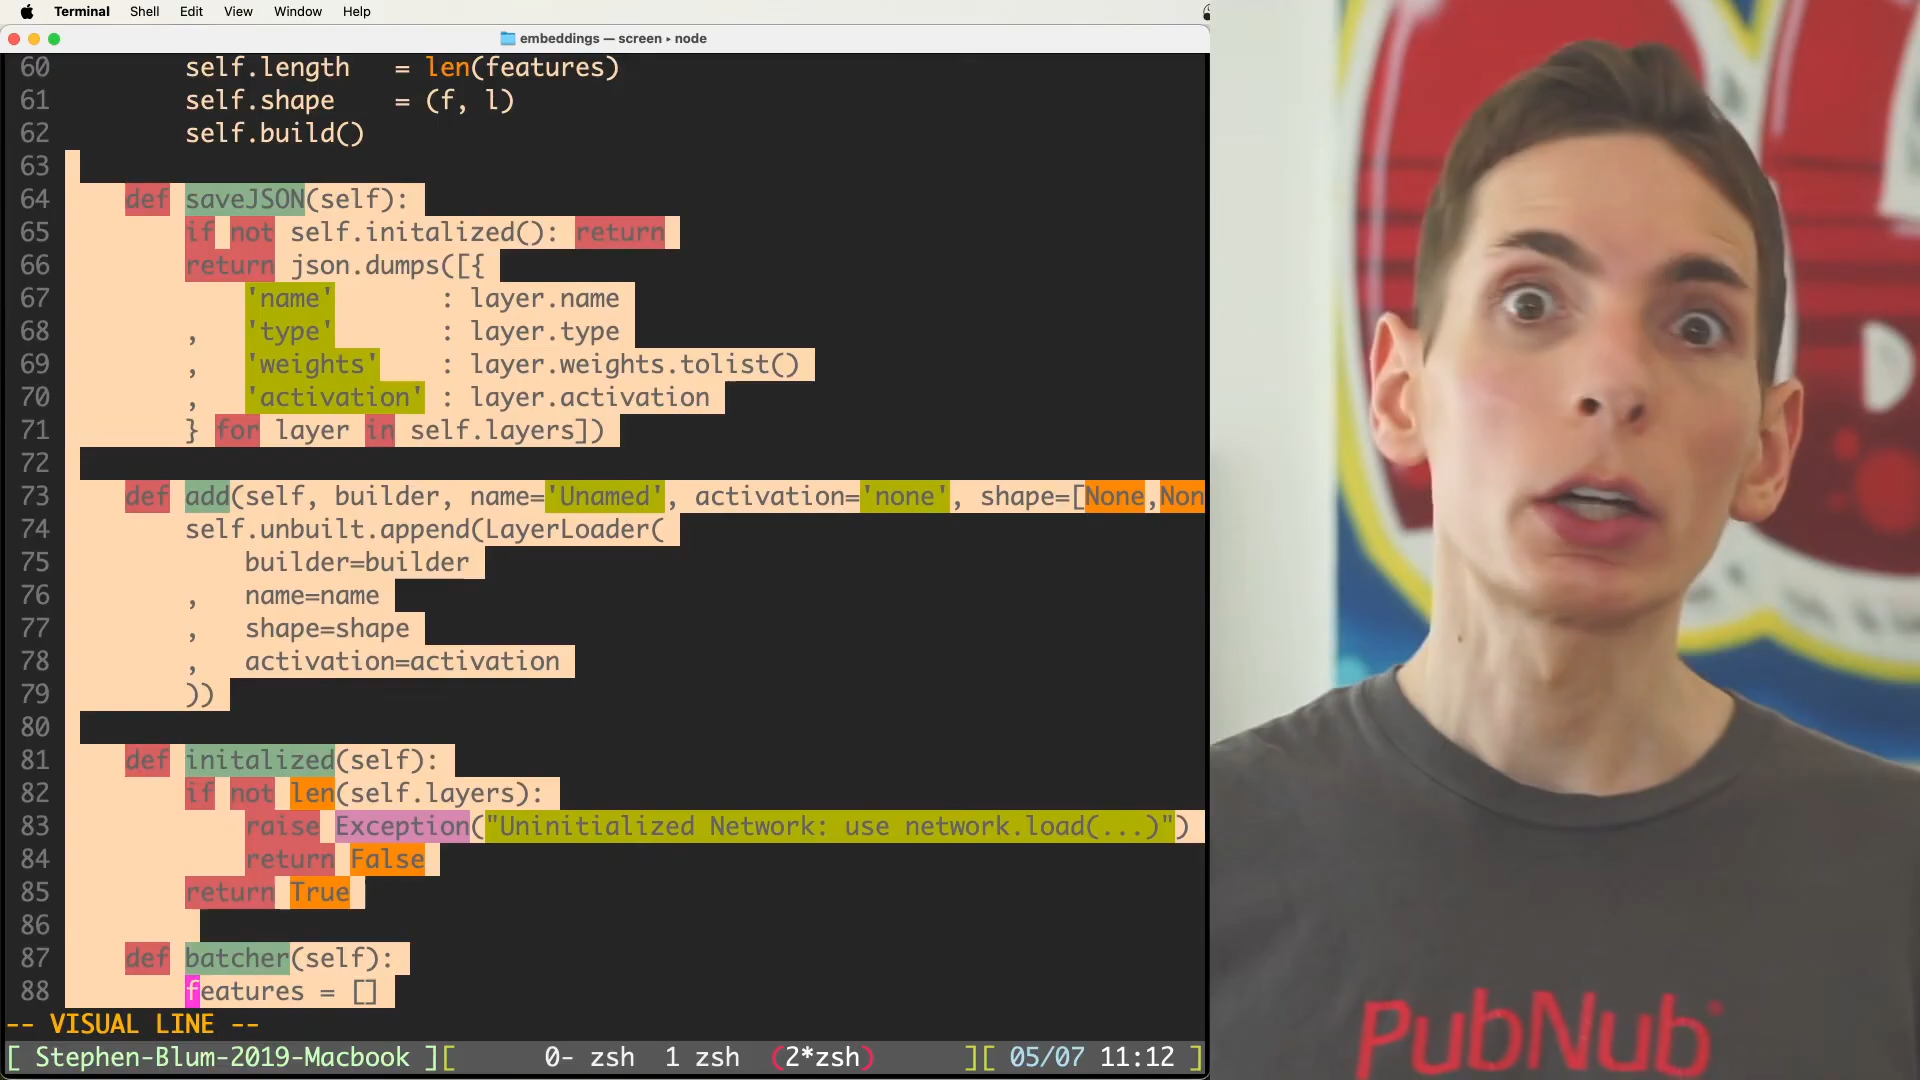 Terminal Shell Edit View Window Help
embeddings — screen ▸ node
60 self.length = len(features)
61 self.shape = (f, l)
62 self.build()
63
64 def saveJSON(self):
65 if not self.initalized(): return
66 return json.dumps([{
67 'name' : layer.name
68 , 'type' : layer.type
69 , 'weights' : layer.weights.tolist()
70 , 'activation' : layer.activation
71 } for layer in self.layers])
72
73 def add(self, builder, name='Unamed', activation='none', shape=[None,Non
74 self.unbuilt.append(LayerLoader(
75 builder=builder
76 , name=name
77 , shape=shape
78 , activation=activation
79 ))
80
81 def initalized(self):
82 if not len(self.layers):
83 raise Exception("Uninitialized Network: use network.load(...)")
84 return False
85 return True
86
87 def batcher(self):
88 features = []
-- VISUAL LINE --
[ Stephen-Blum-2019-Macbook ][ 0- zsh 1 zsh (2*zsh) ][ 05/07 11:12 ]
PubNub